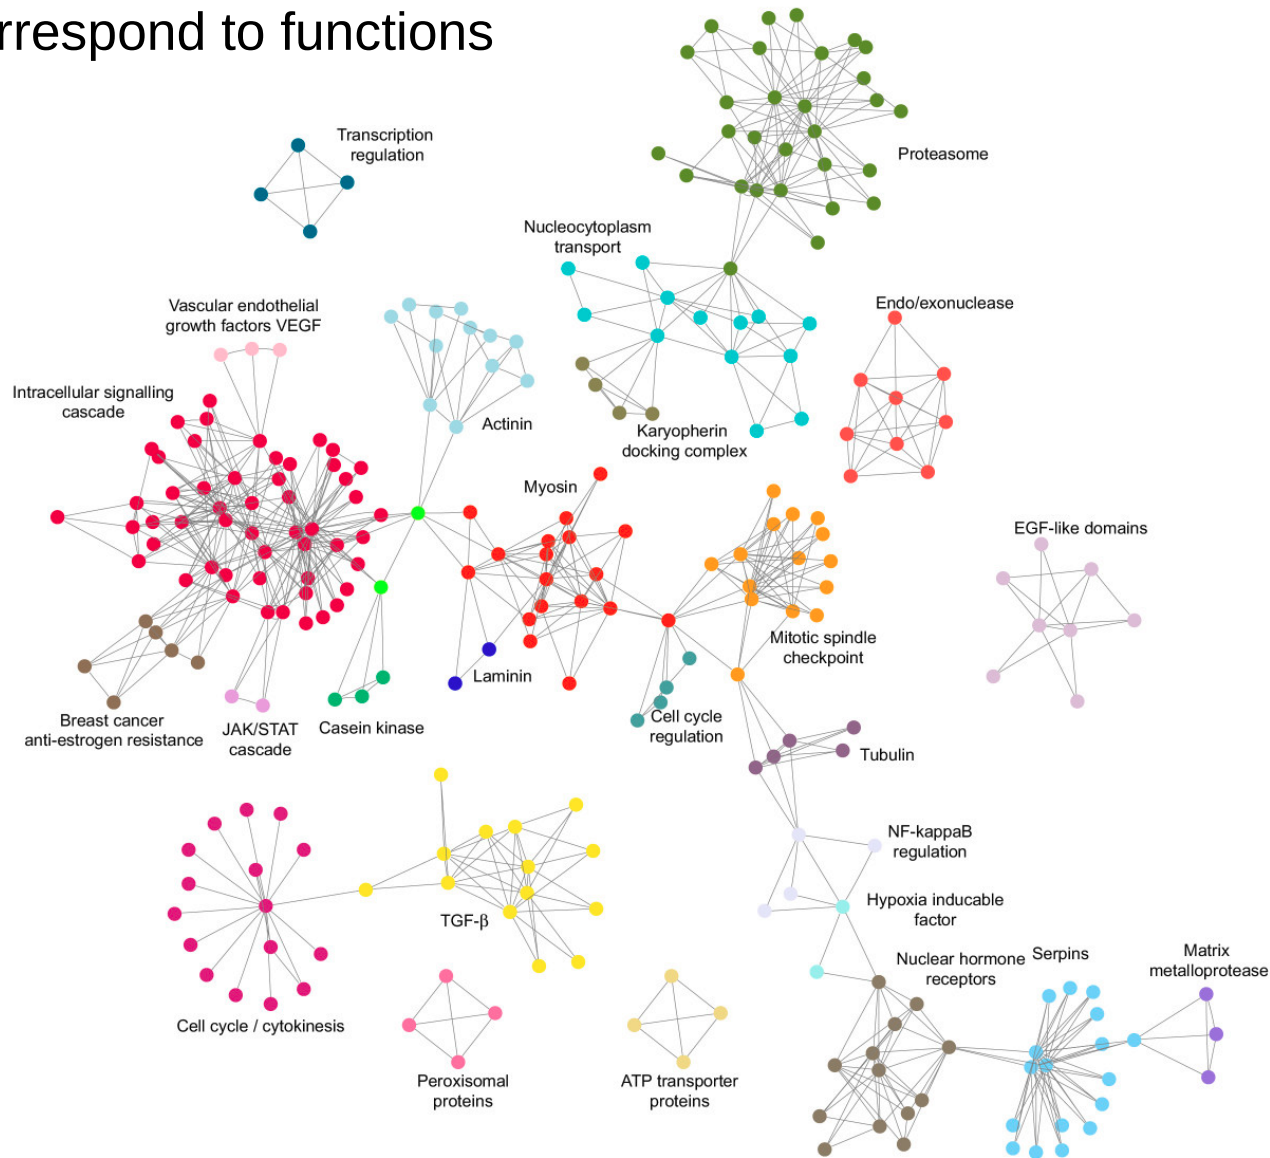 rrespond to functions
Transcription
regulation
Proteasome
Nucleocytoplasm
transport
Vascular endothelial
growth factors VEGF
Endo/exonuclease
Intracellular signalling
cascade
Actinin
Karyopherin
docking complex
Myosin
EGF-like domains
Mitotic spindle
checkpoint
Laminin
Breast cancer
anti-estrogen resistance
JAK/STAT
cascade
Casein kinase
Cell cycle
regulation
Tubulin
NF-kappaB
regulation
Hypoxia inducable
factor
TGF-β
Nuclear hormone
receptors
Serpins
Matrix
metalloprotease
Cell cycle / cytokinesis
Peroxisomal
proteins
ATP transporter
proteins